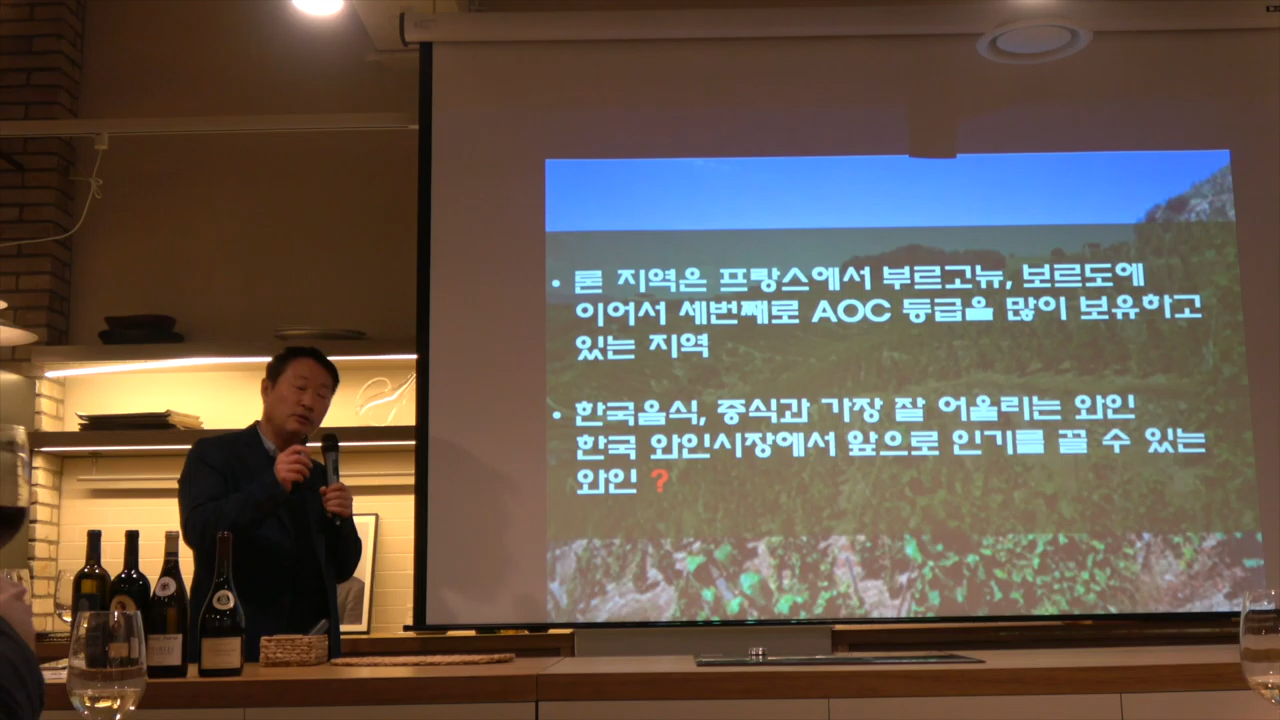 • 론 지역은 프랑스에서 부르고뉴, 보르도에
이어서 세번째로 AOC 등급을 많이 보유하고
있는 지역
• 한국음식, 중식과 가장 잘 어울리는 와인
한국 와인시장에서 앞으로 인기를 끌 수 있는
와인 ?